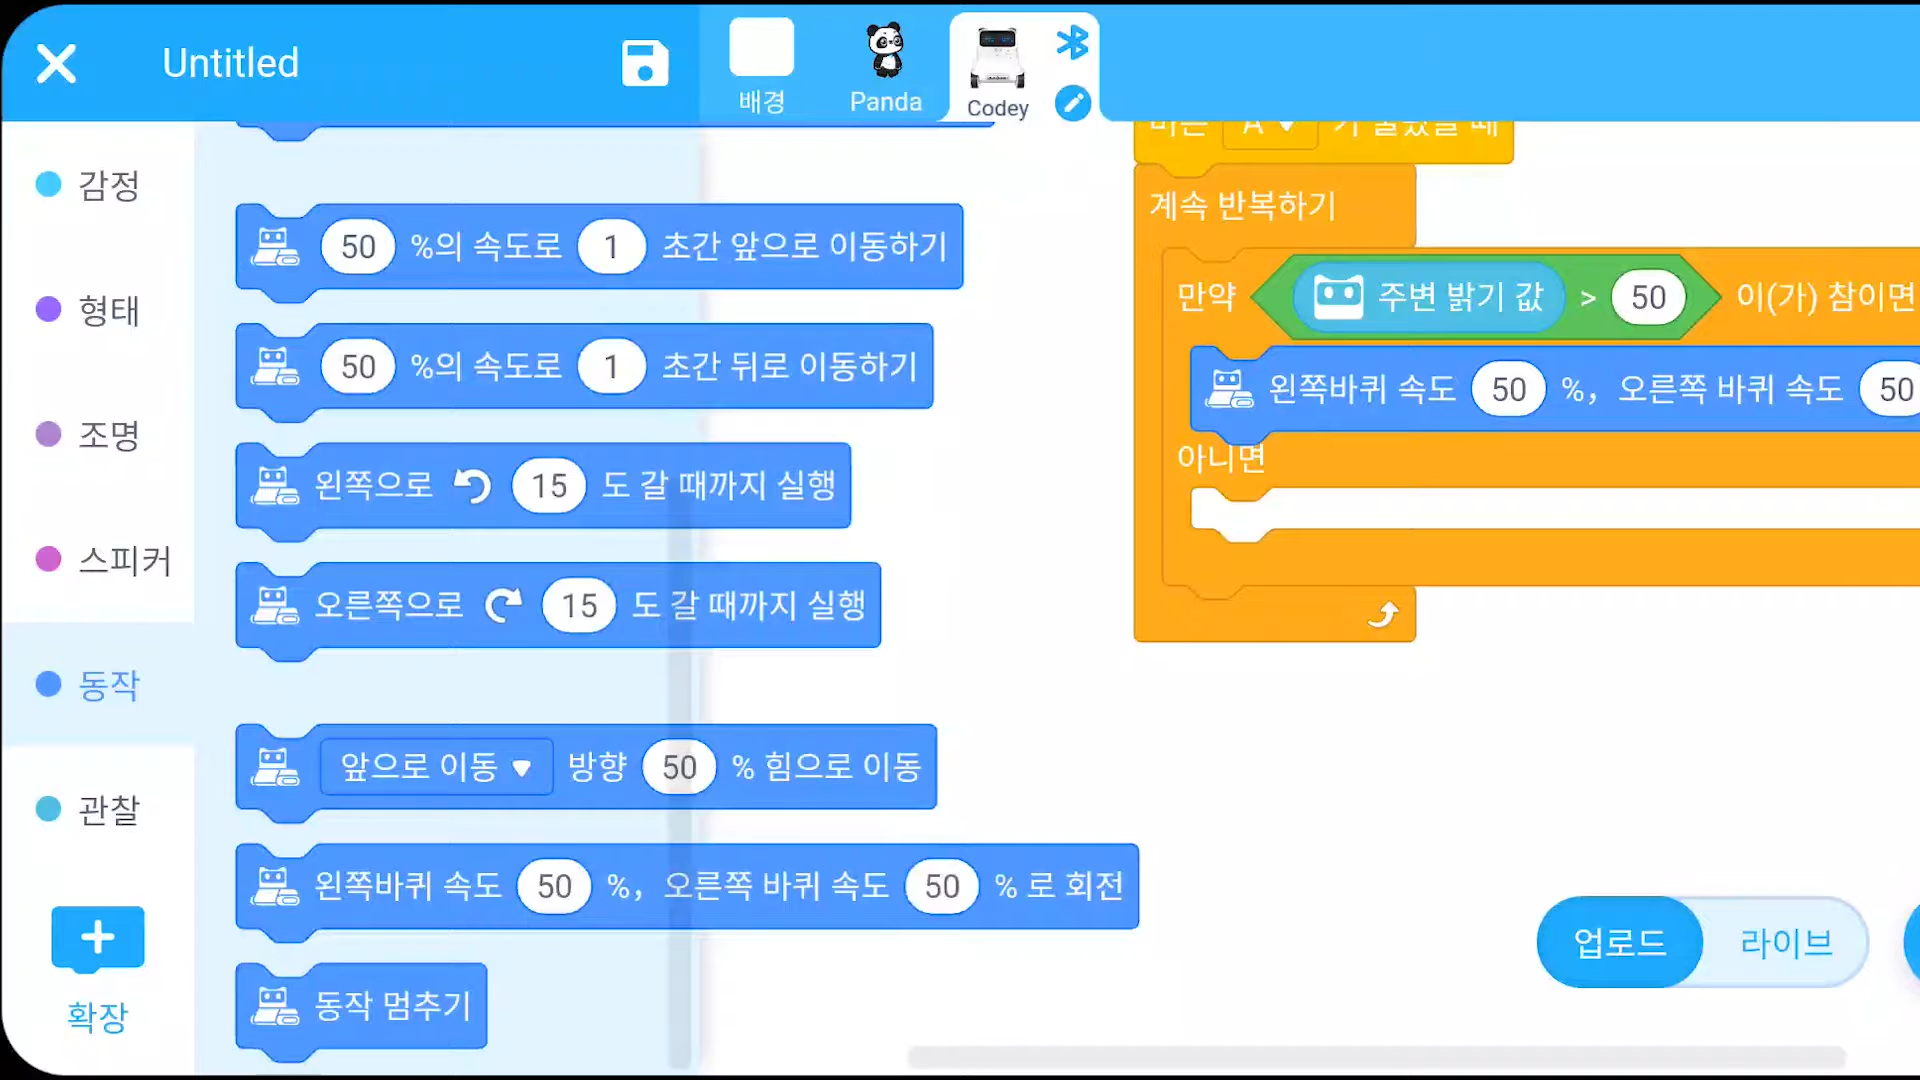 Untitled
배경
Panda
Codey
감정
형태
조명
스피커
동작
관찰
확장
50 %의 속도로 1 초간 앞으로 이동하기
50 %의 속도로 1 초간 뒤로 이동하기
왼쪽으로 15 도 갈 때까지 실행
오른쪽으로 15 도 갈 때까지 실행
앞으로 이동 방향 50 % 힘으로 이동
왼쪽바퀴 속도 50 %, 오른쪽 바퀴 속도 50 % 로 회전
동작 멈추기
버튼 A 가 눌렸을 때
계속 반복하기
만약 주변 밝기 값 > 50 이(가) 참이면
왼쪽바퀴 속도 50 %, 오른쪽 바퀴 속도 50
아니면
업로드
라이브